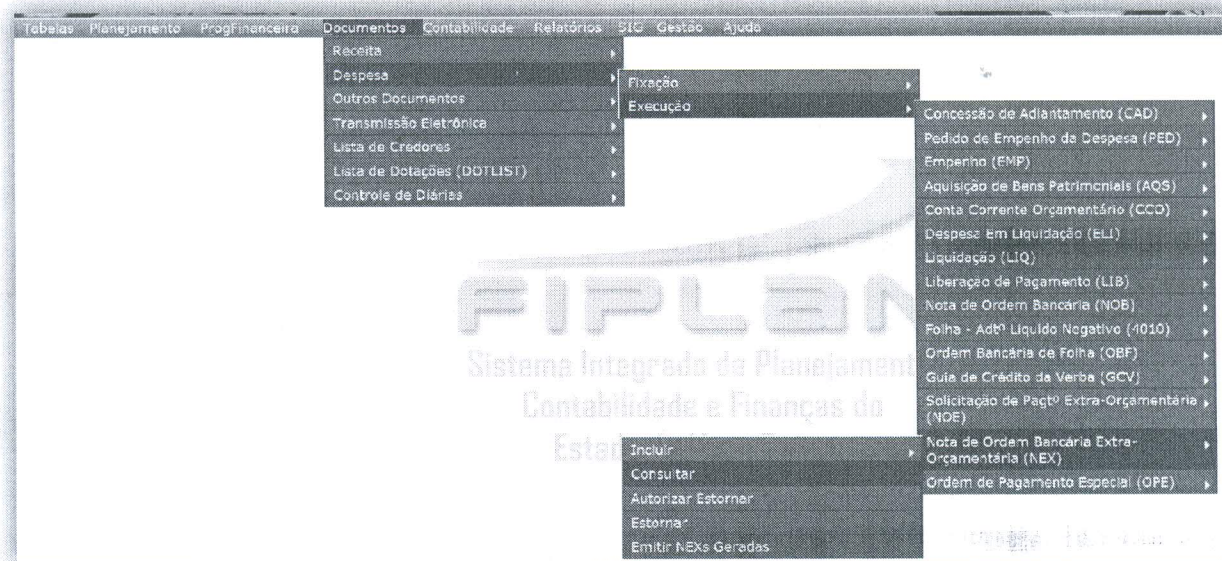 Tabelas Planejamento ProgFinanceira Documentos Contabilidade Relatórios SIG Gestão Ajuda
Receita
Despesa
Outros Documentos
Transmissão Eletrônica
Lista de Credores
Lista de Dotações (DOTLIST)
Controle de Diárias
Fixação
Execução
Concessão de Adiantamento (CAD)
Pedido de Empenho da Despesa (PED)
Empenho (EMP)
Aquisição de Bens Patrimoniais (AQS)
Conta Corrente Orçamentário (CCO)
Despesa Em Liquidação (ELI)
Liquidação (LIQ)
Liberação de Pagamento (LIB)
Nota de Ordem Bancária (NOB)
Folha - Adtº Liquido Negativo (4010)
Ordem Bancária de Folha (OBF)
Guia de Crédito da Verba (GCV)
Solicitação de Pagtº Extra-Orçamentária
(NOE)
Nota de Ordem Bancária Extra-
Orçamentária (NEX)
Ordem de Pagamento Especial (OPE)
Incluir
Consultar
Autorizar Estornar
Estornar
Emitir NEXs Geradas
FIPLAN
Sistema Integrado de Planejament
Contabilidade e Finanças do
Estad